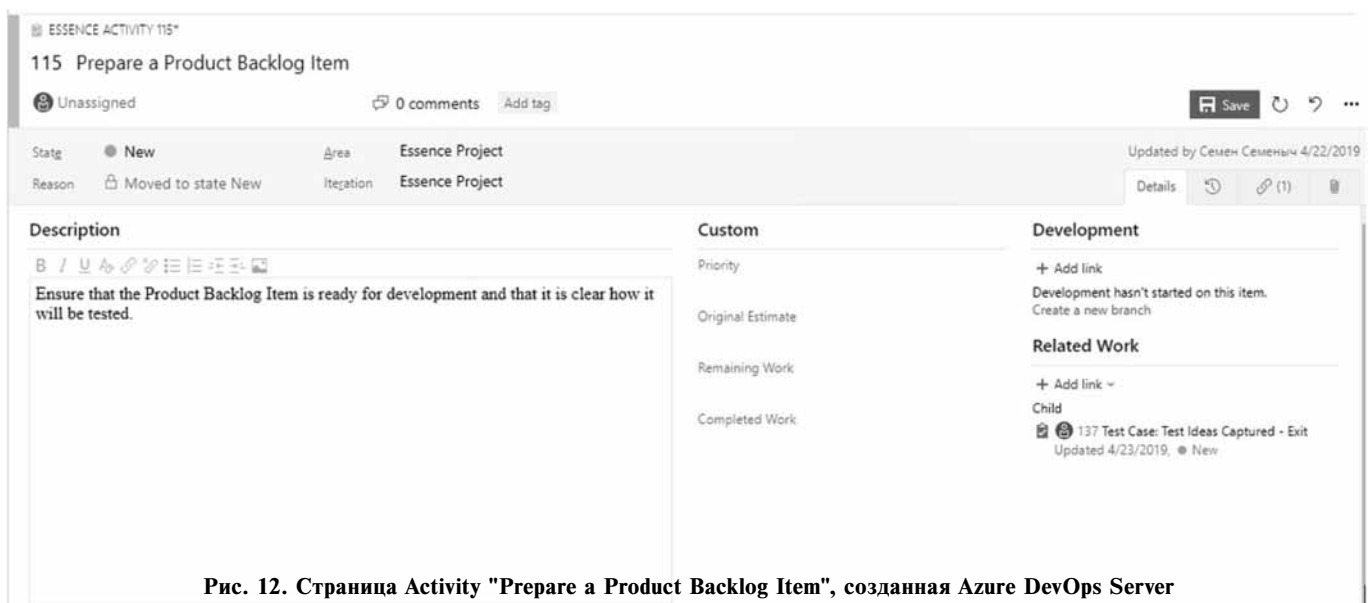 ESSENCE ACTIVITY 115*
115 Prepare a Product Backlog Item
Unassigned
0 comments
Add tag
Save
State
New
Area
Essence Project
Updated by Семен Семеныч 4/22/2019
Reason
Moved to state New
Iteration
Essence Project
Details
(1)
Description
B I U
Ensure that the Product Backlog Item is ready for development and that it is clear how it
will be tested.
Custom
Priority
Original Estimate
Remaining Work
Completed Work
Development
+ Add link
Development hasn't started on this item.
Create a new branch
Related Work
+ Add link
Child
137 Test Case: Test Ideas Captured - Exit
Updated 4/23/2019, ● New
Рис. 12. Страница Activity "Prepare a Product Backlog Item", созданная Azure DevOps Server